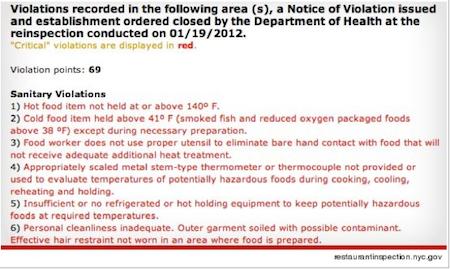 Violations recorded in the following area (s), a Notice of Violation issued
and establishment ordered closed by the Department of Health at the
reinspection conducted on 01/19/2012.
"Critical" violations are displayed in red.
Violation points: 69
Sanitary Violations
1) Hot food item not held at or above 140º F.
2) Cold food item held above 41º F (smoked fish and reduced oxygen packaged foods
above 38 ºF) except during necessary preparation.
3) Food worker does not use proper utensil to eliminate bare hand contact with food that
will not receive adequate additional heat treatment.
4) Appropriately scaled metal stem-type thermometer or thermocouple not provided or
used to evaluate temperatures of potentially hazardous foods during cooking, cooling,
reheating and holding.
5) Insufficient or no refrigerated or hot holding equipment to keep potentially hazardous
foods at required temperatures.
6) Personal cleanliness inadequate. Outer garment soiled with possible contaminant.
Effective hair restraint not worn in an area where food is prepared.
restaurantinspection.nyc.gov